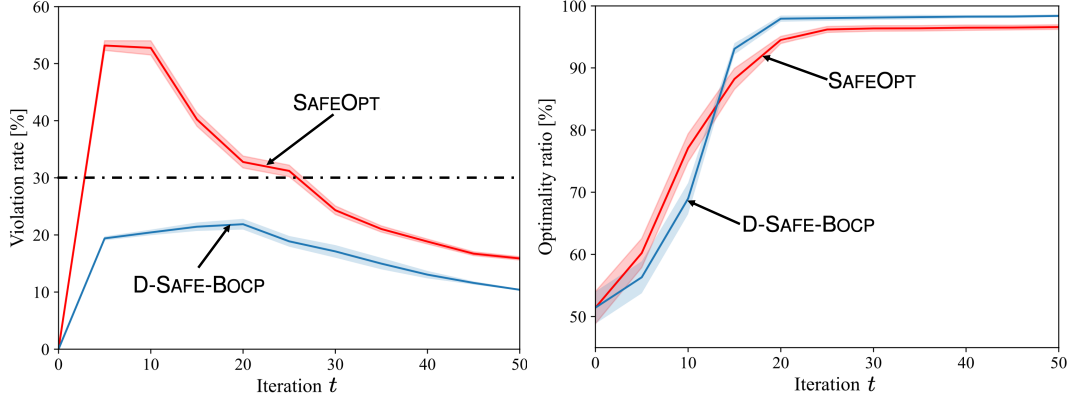 Violation rate [%]
60
50
40
30
20
10
0
SAFEOPT
D-SAFE-BOCP
0 10 20 30 40 50
Iteration t
Optimality ratio [%]
100
90
80
70
60
50
SAFEOPT
D-SAFE-BOCP
0 10 20 30 40 50
Iteration t